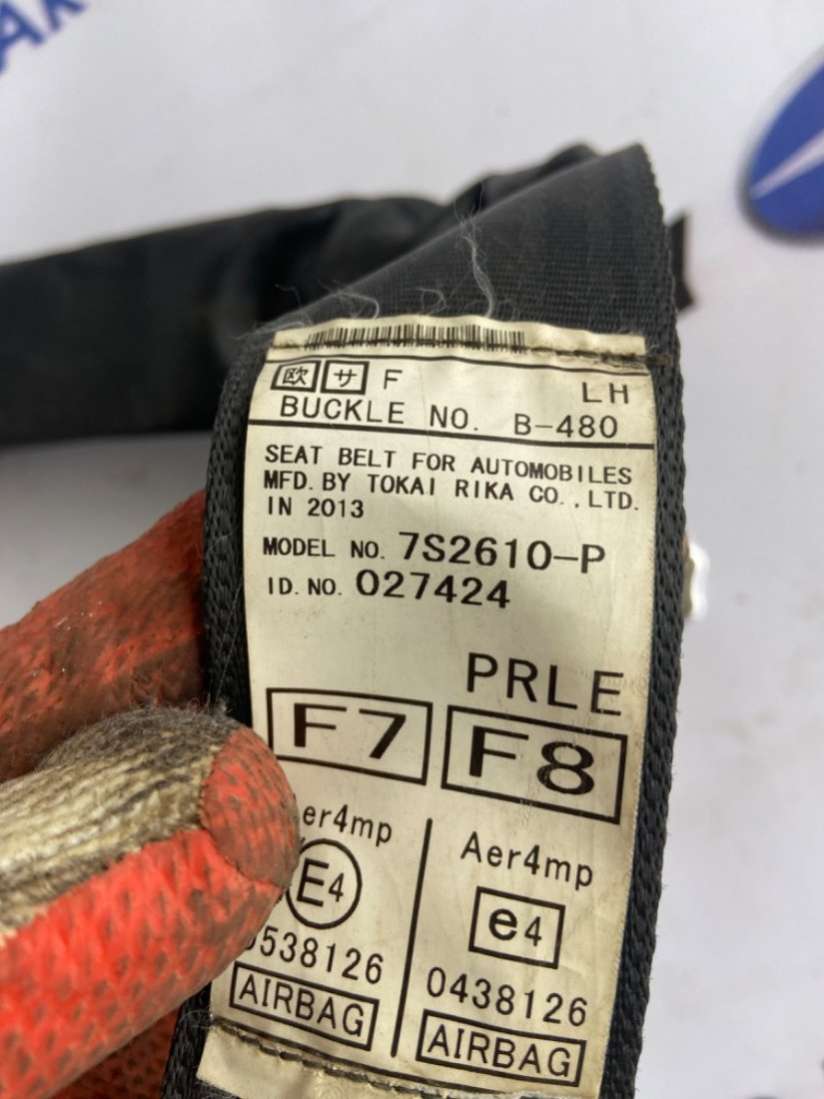 欧 サ F LH
BUCKLE NO. B-480
SEAT BELT FOR AUTOMOBILES
MFD. BY TOKAI RIKA CO., LTD.
IN 2013
MODEL NO. 7S2610-P
ID. NO. 027424
PRLE
F7 F8
er4mp Aer4mp
E4 e4
538126 0438126
AIRBAG AIRBAG